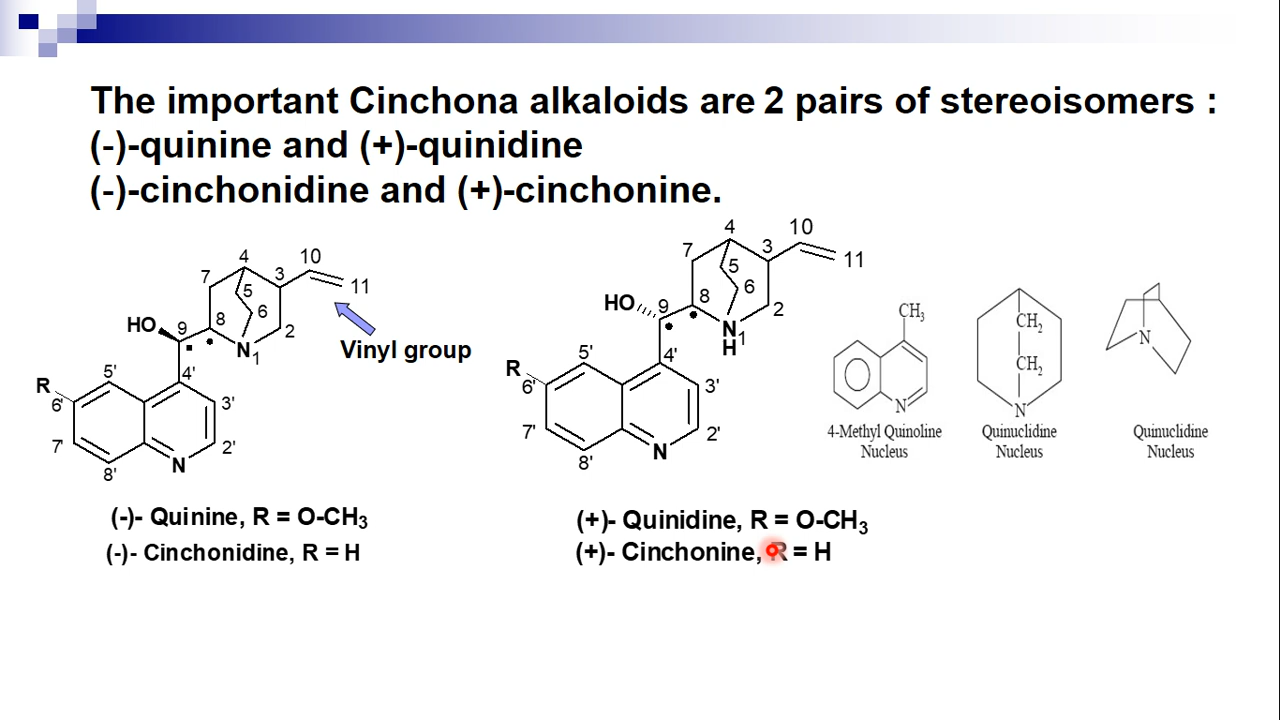 The important Cinchona alkaloids are 2 pairs of stereoisomers :
(-)-quinine and (+)-quinidine
(-)-cinchonidine and (+)-cinchonine.
4
10
7
3
11
5
6
HO
9
8
2
N
1
Vinyl group
4'
5'
R
6'
3'
7'
2'
8'
N
(-)- Quinine, R = O-CH3
(-)- Cinchonidine, R = H
4
10
7
3
11
5
6
HO
9
8
2
N
1
H
4'
5'
R
6'
3'
7'
2'
8'
N
(+)- Quinidine, R = O-CH3
(+)- Cinchonine, R = H
CH3
N
4-Methyl Quinoline
Nucleus
CH2
CH2
N
Quinuclidine
Nucleus
N
Quinuclidine
Nucleus